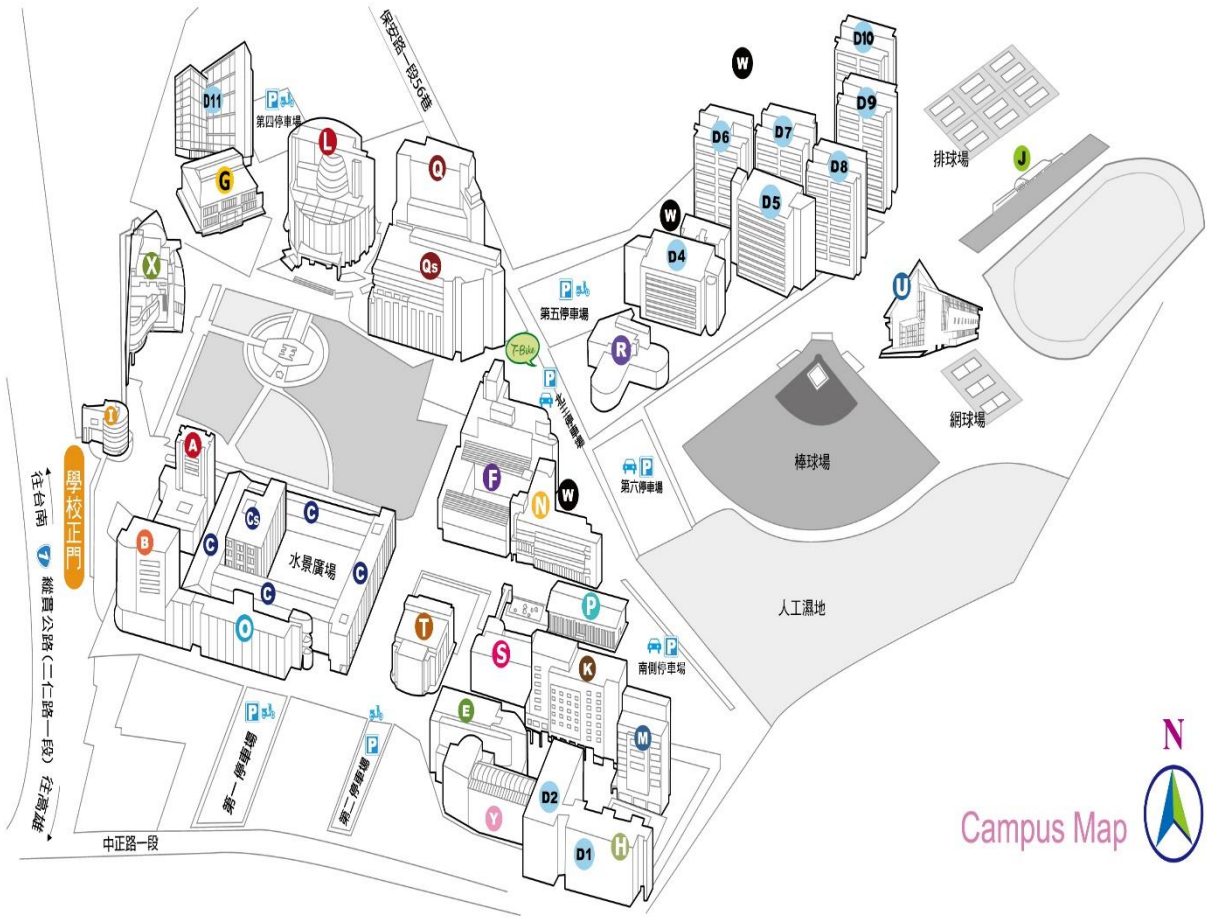 保安路一段56巷
D10
W
D11
第四停車場
D9
L
D6
D7
G
Q
D8
排球場
J
D5
W
D4
X
Qs
U
第五停車場
T-Bike
R
網球場
I
北三停車場
A
棒球場
學校正門
第六停車場
F
N
W
Cs
C
B
C
水景廣場
C
C
往台南
1
縱貫公路(二仁路一段)
往高雄
P
人工濕地
O
T
S
K
南側停車場
E
M
第一停車場
第二停車場
N
D2
Y
Campus Map
中正路一段
D1
H